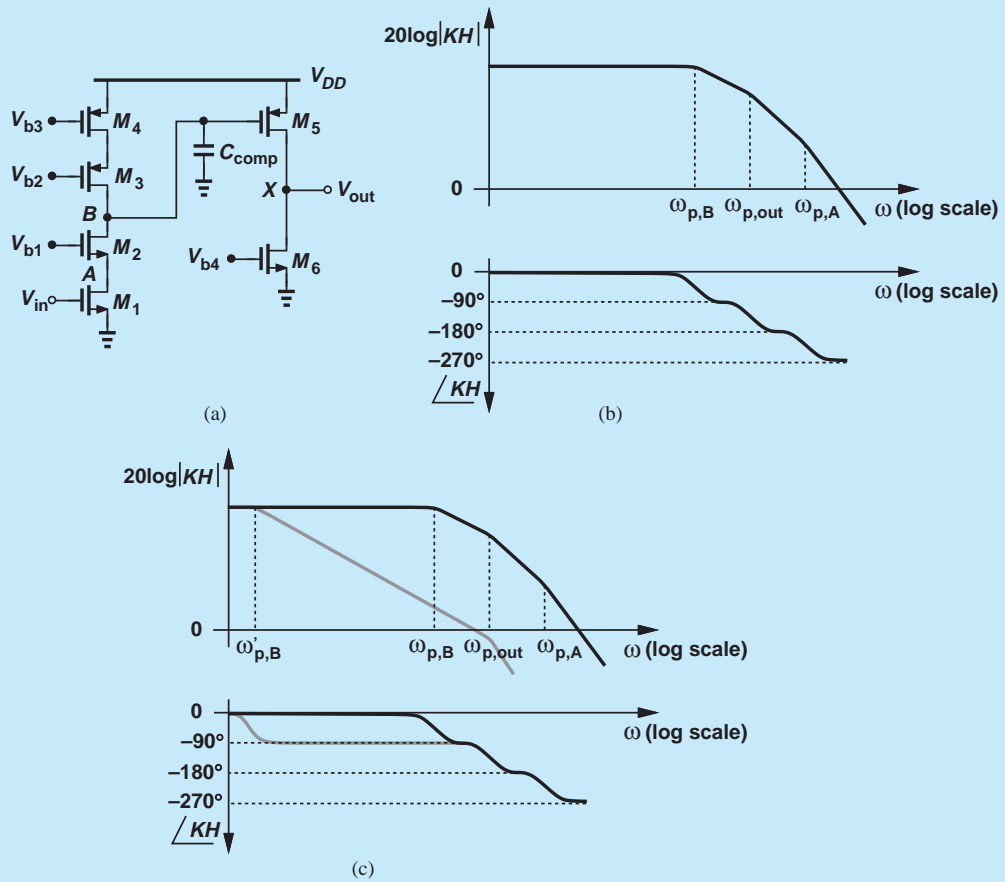 V_DD
V_b3
M_4
M_5
C_comp
V_b2
M_3
X
V_out
B
V_b1
M_2
V_b4
M_6
A
V_in
M_1
(a)
20log|KH|
0
ω_p,B
ω_p,out
ω_p,A
ω (log scale)
0
ω (log scale)
–90°
–180°
–270°
∠KH
(b)
20log|KH|
0
ω'_p,B
ω_p,B
ω_p,out
ω_p,A
ω (log scale)
0
ω (log scale)
–90°
–180°
–270°
∠KH
(c)